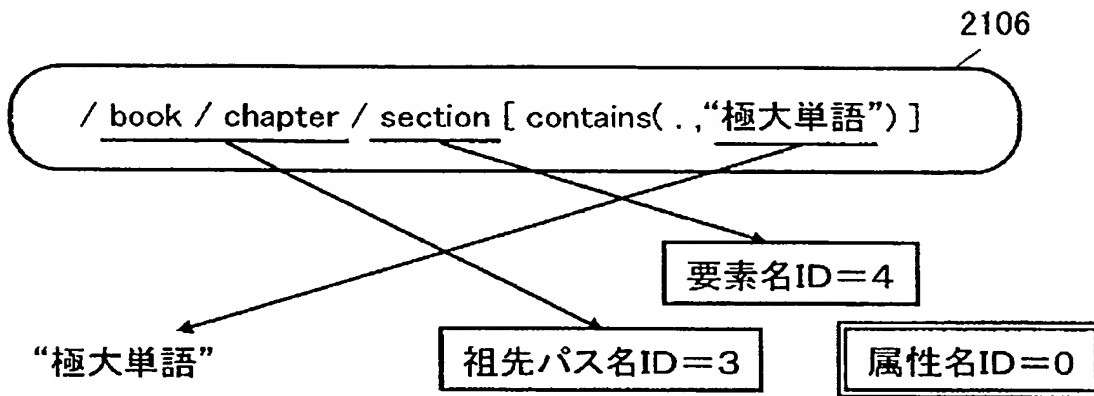 2106
/ book / chapter / section [ contains( . ,“極大単語”) ]
要素名ID＝4
“極大単語”
祖先パス名ID＝3
属性名ID＝0